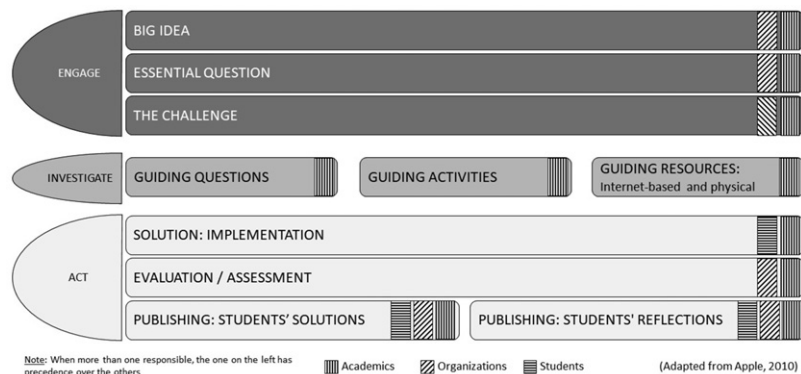 BIG IDEA
ENGAGE
ESSENTIAL QUESTION
THE CHALLENGE
INVESTIGATE
GUIDING QUESTIONS
GUIDING ACTIVITIES
GUIDING RESOURCES:
Internet-based and physical
SOLUTION: IMPLEMENTATION
ACT
EVALUATION / ASSESSMENT
PUBLISHING: STUDENTS' SOLUTIONS
PUBLISHING: STUDENTS' REFLECTIONS
Note: When more than one responsible, the one on the left has
precedence over the others
Academics
Organizations
Students
(Adapted from Apple, 2010)